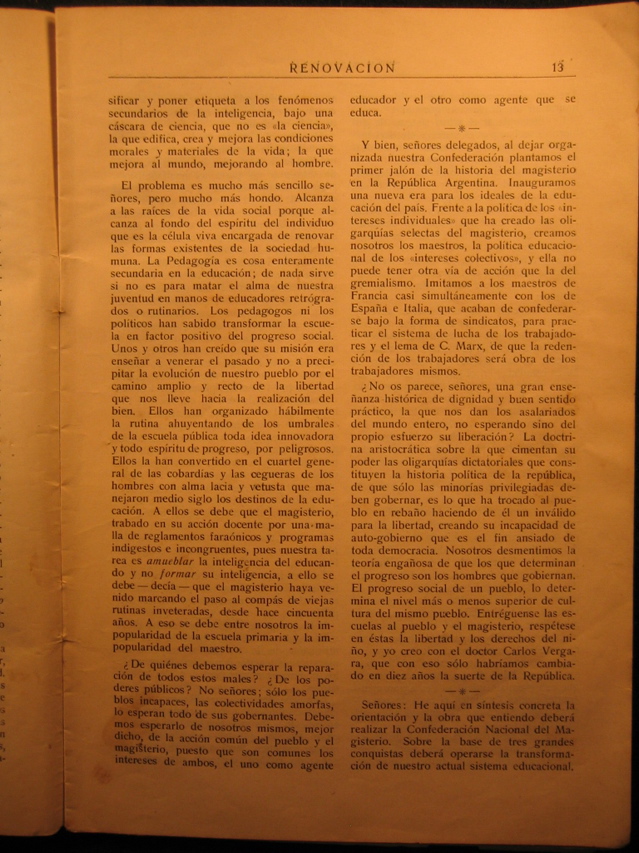 RENOVACION 13
sificar y poner etiqueta a los fenómenos
secundarios de la inteligencia, bajo una
cáscara de ciencia, que no es «la ciencia»,
la que edifica, crea y mejora las condiciones
morales y materiales de la vida; la que
mejora al mundo, mejorando al hombre.
El problema es mucho más sencillo se-
ñores, pero mucho más hondo. Alcanza
a las raíces de la vida social porque al-
canza al fondo del espíritu del individuo
que es la célula viva encargada de renovar
las formas existentes de la sociedad hu-
muna. La Pedagogía es cosa enteramente
secundaria en la educación; de nada sirve
si no es para matar el alma de nuestra
juventud en manos de educadores retrógra-
dos o rutinarios. Los pedagogos ni los
políticos han sabido transformar la escue-
la en factor positivo del progreso social.
Unos y otros han creído que su misión era
enseñar a venerar el pasado y no a preci-
pitar la evolución de nuestro pueblo por el
camino amplio y recto de la libertad
que nos lleve hacia la realización del
bien. Ellos han organizado hábilmente
la rutina ahuyentando de los umbrales
de la escuela pública toda idea innovadora
y todo espíritu de progreso, por peligrosos.
Ellos la han convertido en el cuartel gene-
ral de las cobardías y las cegueras de los
hombres con alma lacia y vetusta que ma-
nejaron medio siglo los destinos de la edu-
cación. A ellos se debe que el magisterio,
trabado en su acción docente por una ma-
lla de reglamentos faraónicos y programas
indigestos e incongruentes, pues nuestra ta-
rea es amueblar la inteligencia del educan-
do y no formar su inteligencia, a ello se
debe — decía — que el magisterio haya ve-
nido marcando el paso al compás de viejas
rutinas inveteradas, desde hace cincuenta
años. A eso se debe entre nosotros la im-
popularidad de la escuela primaria y la im-
popularidad del maestro.
¿De quiénes debemos esperar la repara-
ción de todos estos males? ¿De los po-
deres públicos? No señores; sólo los pue-
blos incapaces, las colectividades amorfas,
lo esperan todo de sus gobernantes. Debe-
mos esperarlo de nosotros mismos, mejor
dicho, de la acción común del pueblo y el
magisterio, puesto que son comunes los
intereses de ambos, el uno como agente
educador y el otro como agente que se
educa.
— * —
Y bien, señores delegados, al dejar orga-
nizada nuestra Confederación plantamos el
primer jalón de la historia del magisterio
en la República Argentina. Inauguramos
una nueva era para los ideales de la edu-
cación del país. Frente a la política de los «in-
tereses individuales» que ha creado las oli-
garquías selectas del magisterio, creamos
nosotros los maestros, la política educacio-
nal de los «intereses colectivos», y ella no
puede tener otra vía de acción que la del
gremialismo. Imitamos a los maestros de
Francia casi simultáneamente con los de
España e Italia, que acaban de confederar-
se bajo la forma de sindicatos, para prac-
ticar el sistema de lucha de los trabajado-
res y el lema de C. Marx, de que la reden-
ción de los trabajadores será obra de los
trabajadores mismos.
¿No os parece, señores, una gran ense-
ñanza histórica de dignidad y buen sentido
práctico, la que nos dan los asalariados
del mundo entero, no esperando sino del
propio esfuerzo su liberación? La doctri-
na aristocrática sobre la que cimentan su
poder las oligarquías dictatoriales que cons-
tituyen la historia política de la república,
de que sólo las minorías privilegiadas de-
ben gobernar, es lo que ha trocado al pue-
blo en rebaño haciendo de él un inválido
para la libertad, creando su incapacidad de
auto-gobierno que es el fin ansiado de
toda democracia. Nosotros desmentimos la
teoría engañosa de que los que determinan
el progreso son los hombres que gobiernan.
El progreso social de un pueblo, lo deter-
mina el nivel más o menos superior de cul-
tura del mismo pueblo. Entréguense las es-
cuelas al pueblo y el magisterio, respétese
en éstas la libertad y los derechos del ni-
ño, y yo creo con el doctor Carlos Verga-
ra, que con eso sólo habríamos cambia-
do en diez años la suerte de la República.
— * —
Señores: He aquí en síntesis concreta la
orientación y la obra que entiendo deberá
realizar la Confederación Nacional del Ma-
gisterio. Sobre la base de tres grandes
conquistas deberá operarse la transforma-
ción de nuestro actual sistema educacional.